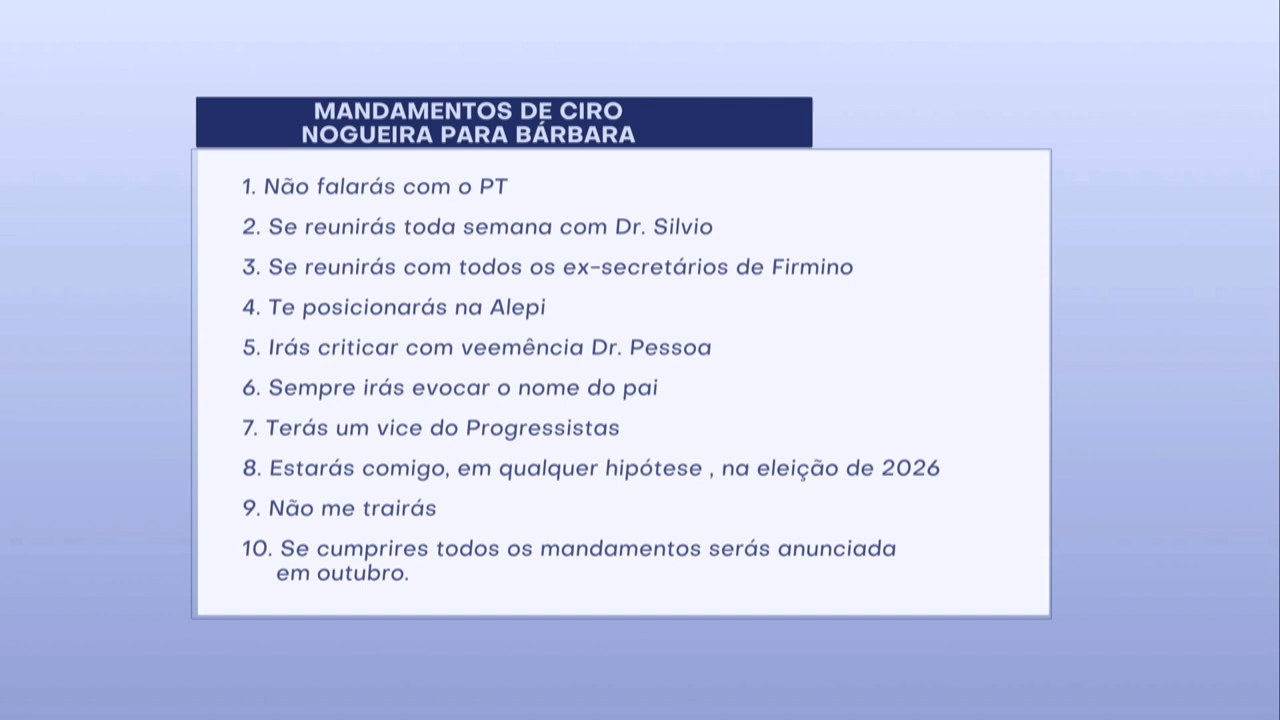 MANDAMENTOS DE CIRO
NOGUEIRA PARA BÁRBARA
1. Não falarás com o PT
2. Se reunirás toda semana com Dr. Silvio
3. Se reunirás com todos os ex-secretários de Firmino
4. Te posicionarás na Alepi
5. Irás criticar com veemência Dr. Pessoa
6. Sempre irás evocar o nome do pai
7. Terás um vice do Progressistas
8. Estarás comigo, em qualquer hipótese , na eleição de 2026
9. Não me trairás
10. Se cumprires todos os mandamentos serás anunciada
em outubro.